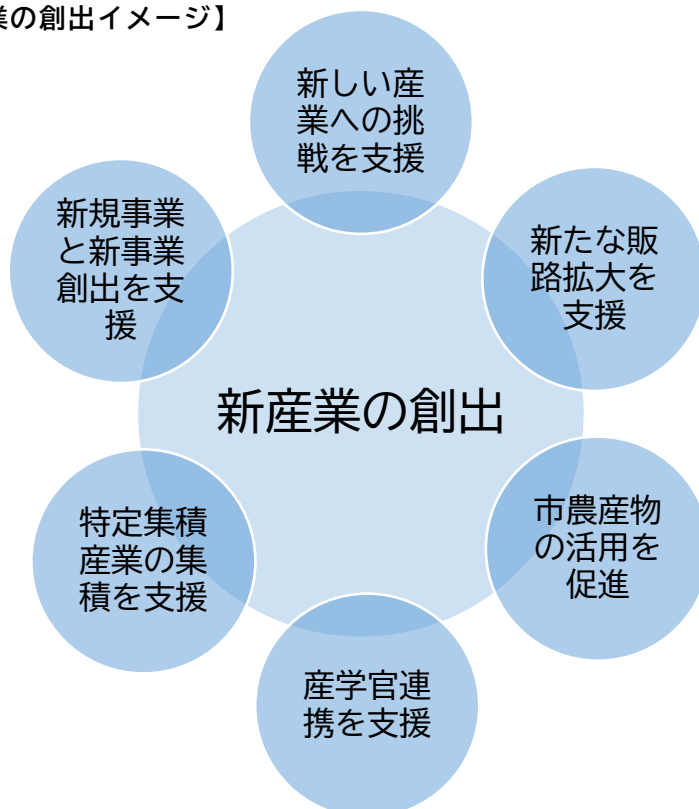 業の創出イメージ】
新しい産
業への挑
戦を支援
新規事業
と新事業
創出を支
援
新たな販
路拡大を
支援
新産業の創出
特定集積
産業の集
積を支援
市農産物
の活用を
促進
産学官連
携を支援